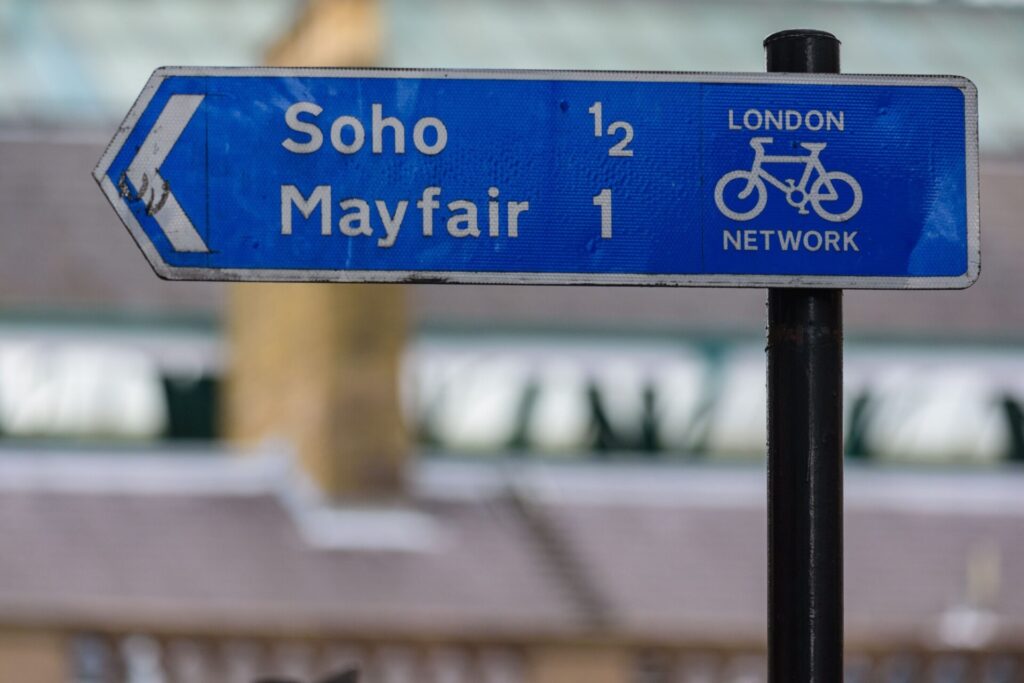 Soho ½
Mayfair 1
LONDON
NETWORK